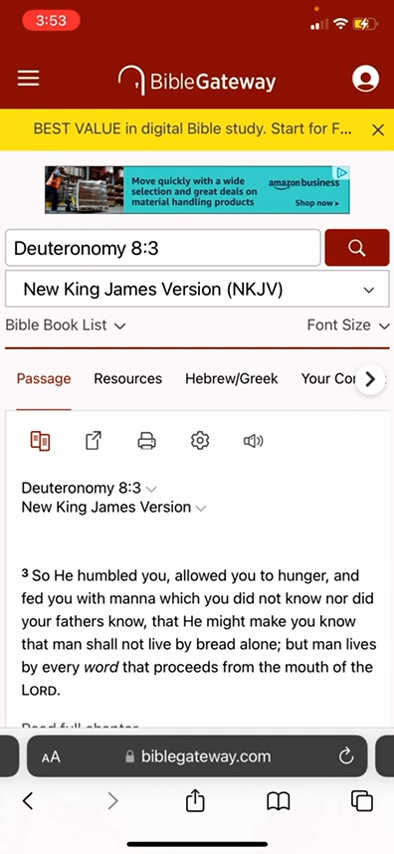 3:53
BibleGateway
BEST VALUE in digital Bible study. Start for F...
Move quickly with a wide
selection and great deals on
material handling products
amazon business
Shop now
Deuteronomy 8:3
New King James Version (NKJV)
Bible Book List
Font Size
Passage Resources Hebrew/Greek Your Co
Deuteronomy 8:3
New King James Version
3 So He humbled you, allowed you to hunger, and
fed you with manna which you did not know nor did
your fathers know, that He might make you know
that man shall not live by bread alone; but man lives
by every word that proceeds from the mouth of the
LORD.
Read full chapter
AA biblegateway.com